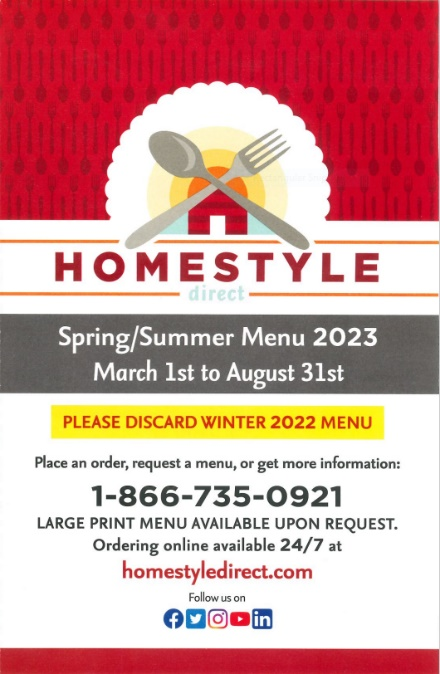 HOMESTYLE
direct
Spring/Summer Menu 2023
March 1st to August 31st
PLEASE DISCARD WINTER 2022 MENU
Place an order, request a menu, or get more information:
1-866-735-0921
LARGE PRINT MENU AVAILABLE UPON REQUEST.
Ordering online available 24/7 at
homestyledirect.com
Follow us on